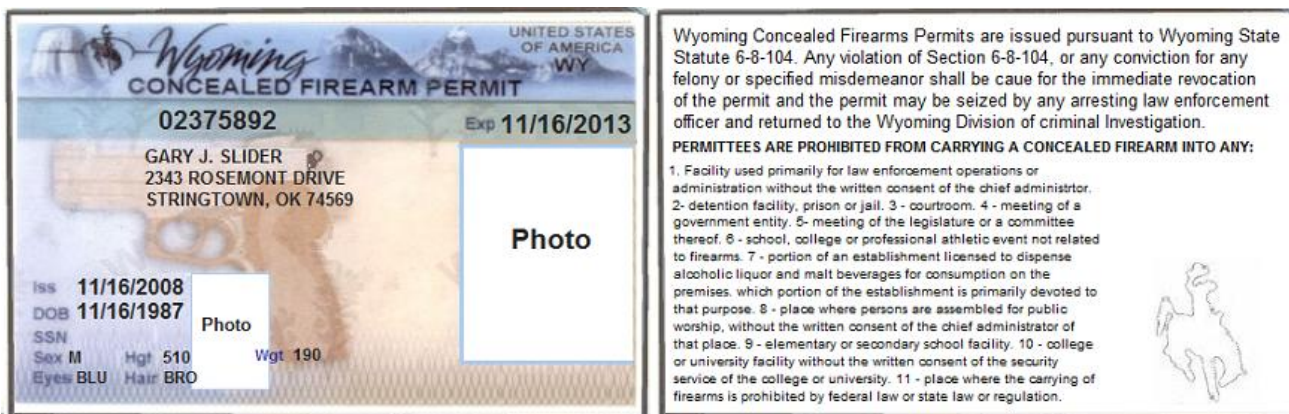 Wyoming
UNITED STATES
OF AMERICA
WY
CONCEALED FIREARM PERMIT
02375892
Exp 11/16/2013
GARY J. SLIDER
2343 ROSEMONT DRIVE
STRINGTOWN, OK 74569
Photo
Iss 11/16/2008
DOB 11/16/1987
Photo
SSN
Sex M Hgt 510 Wgt 190
Eyes BLU Hair BRO
Wyoming Concealed Firearms Permits are issued pursuant to Wyoming State
Statute 6-8-104. Any violation of Section 6-8-104, or any conviction for any
felony or specified misdemeanor shall be caue for the immediate revocation
of the permit and the permit may be seized by any arresting law enforcement
officer and returned to the Wyoming Division of criminal Investigation.
PERMITTEES ARE PROHIBITED FROM CARRYING A CONCEALED FIREARM INTO ANY:
1. Facility used primarily for law enforcement operations or
administration without the written consent of the chief administrtor.
2- detention facility, prison or jail. 3 - courtroom. 4 - meeting of a
government entity. 5- meeting of the legislature or a committee
thereof. 6 - school, college or professional athletic event not related
to firearms. 7 - portion of an establishment licensed to dispense
alcoholic liquor and malt beverages for consumption on the
premises. which portion of the establishment is primarily devoted to
that purpose. 8 - place where persons are assembled for public
worship, without the written consent of the chief administrator of
that place. 9 - elementary or secondary school facility. 10 - college
or university facility without the written consent of the security
service of the college or university. 11 - place where the carrying of
firearms is prohibited by federal law or state law or regulation.